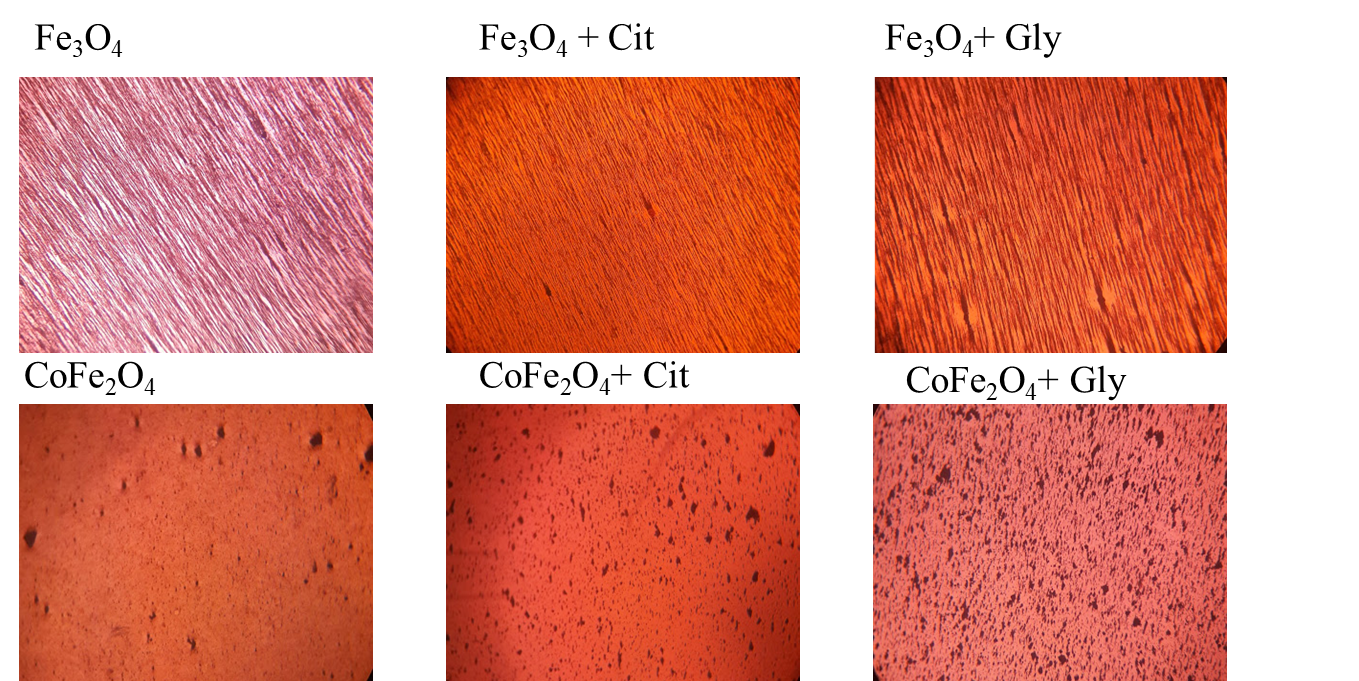 Fe₃O₄
Fe₃O₄ + Cit
Fe₃O₄+ Gly
CoFe₂O₄
CoFe₂O₄+ Cit
CoFe₂O₄+ Gly